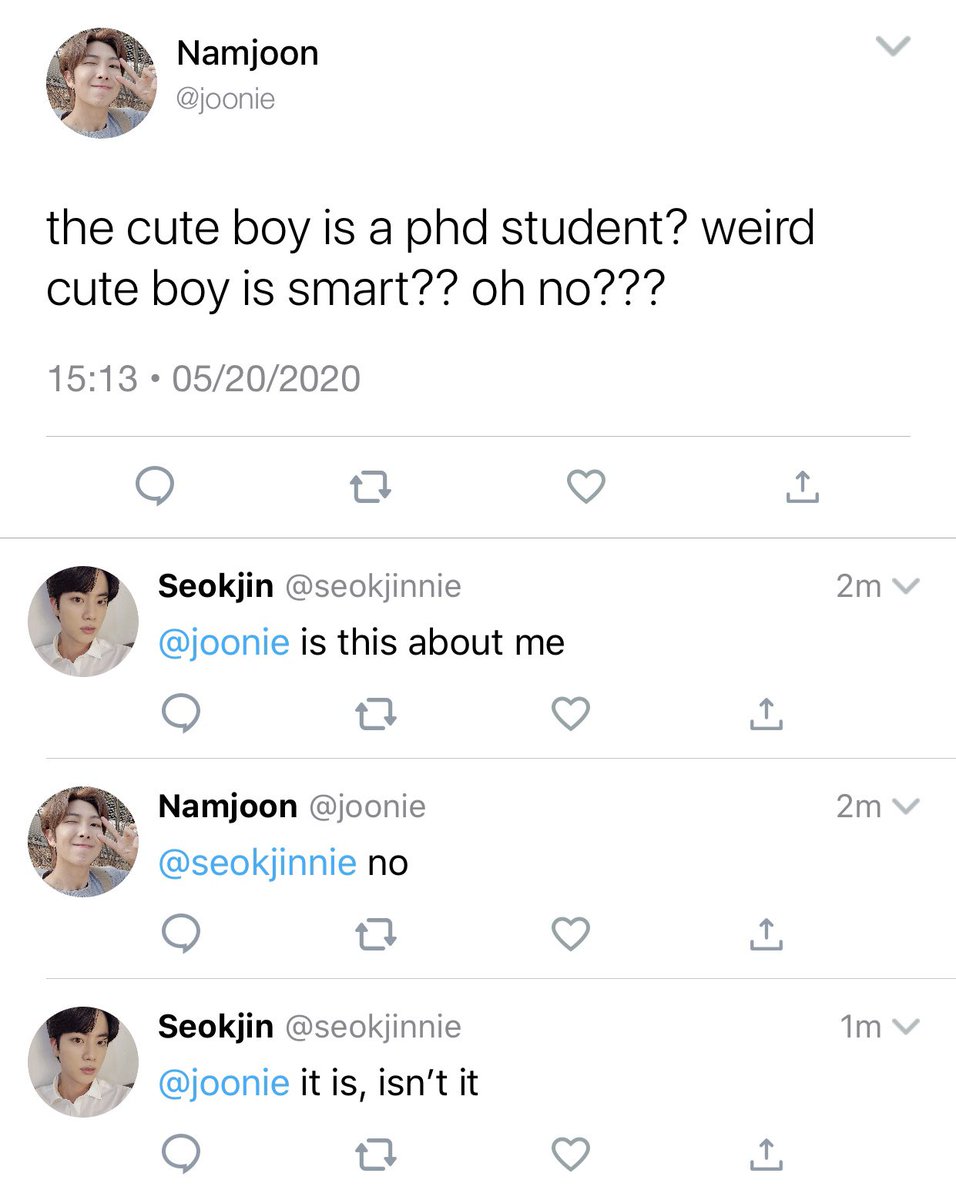 Namjoon
@joonie
the cute boy is a phd student? weird
cute boy is smart?? oh no???
15:13 • 05/20/2020
Seokjin @seokjinnie 2m
@joonie is this about me
Namjoon @joonie 2m
@seokjinnie no
Seokjin @seokjinnie 1m
@joonie it is, isn’t it